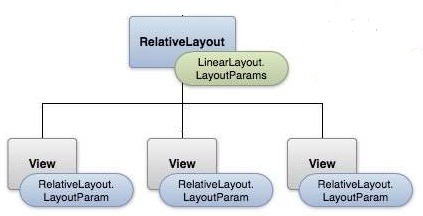 RelativeLayout
LinearLayout.
LayoutParams
View
RelativeLayout.
LayoutParam
View
RelativeLayout.
LayoutParam
View
RelativeLayout.
LayoutParam